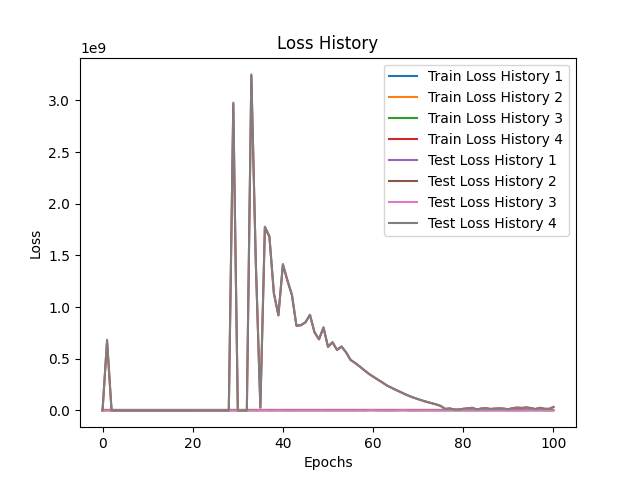 Loss History
1e9
Train Loss History 1
Train Loss History 2
Train Loss History 3
Train Loss History 4
Test Loss History 1
Test Loss History 2
Test Loss History 3
Test Loss History 4
3.0
2.5
2.0
1.5
1.0
0.5
0.0
Loss
0 20 40 60 80 100
Epochs